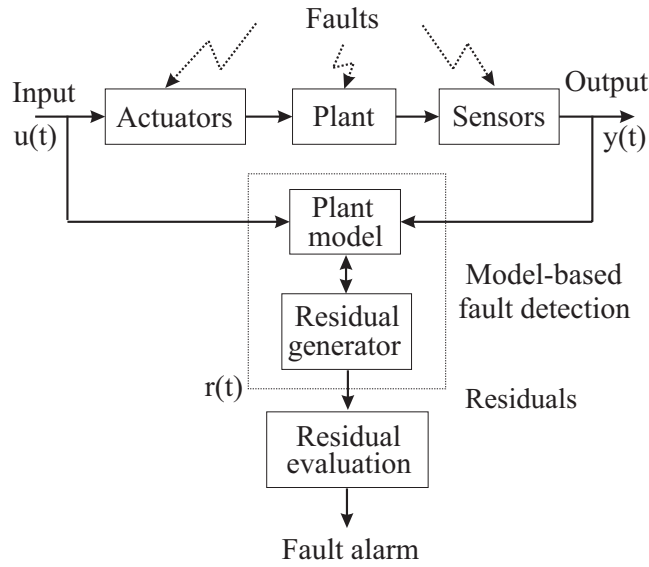 Faults
Input
Output
Actuators
Plant
Sensors
u(t)
y(t)
Plant
model
Model-based
fault detection
Residual
generator
r(t)
Residuals
Residual
evaluation
Fault alarm